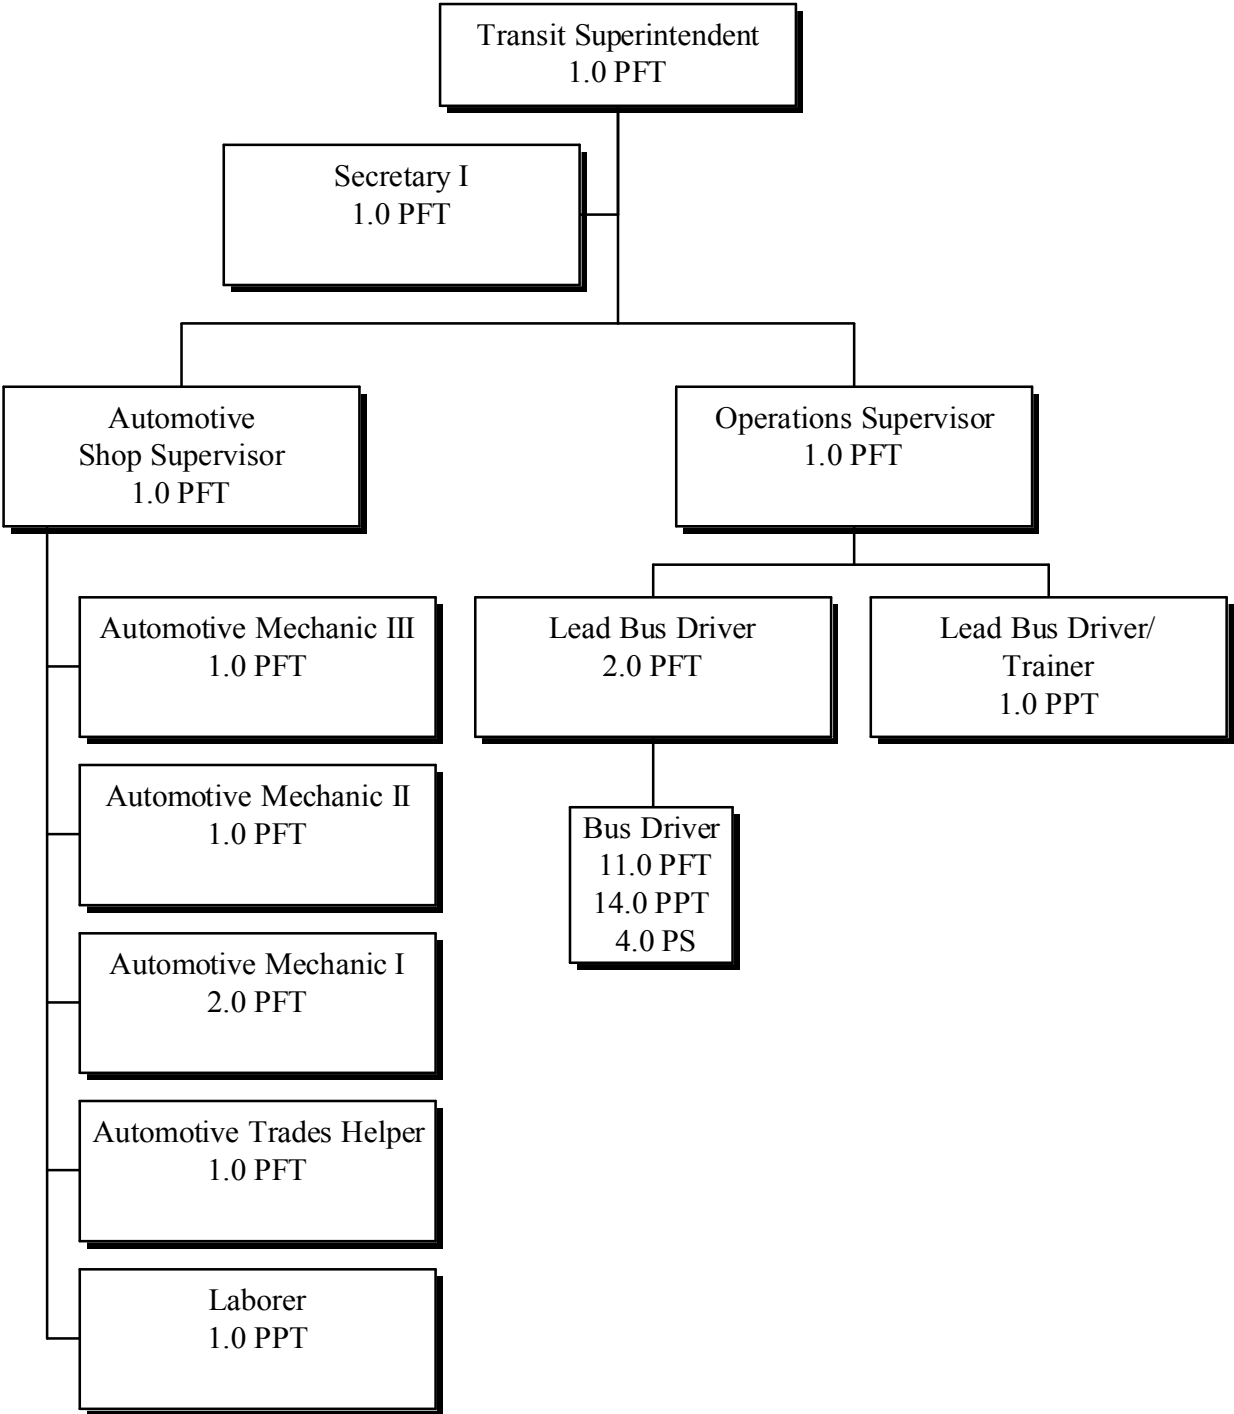 Transit Superintendent
1.0 PFT
Secretary I
1.0 PFT
Automotive
Shop Supervisor
1.0 PFT
Operations Supervisor
1.0 PFT
Automotive Mechanic III
1.0 PFT
Lead Bus Driver
2.0 PFT
Lead Bus Driver/
Trainer
1.0 PPT
Automotive Mechanic II
1.0 PFT
Bus Driver
11.0 PFT
14.0 PPT
4.0 PS
Automotive Mechanic I
2.0 PFT
Automotive Trades Helper
1.0 PFT
Laborer
1.0 PPT